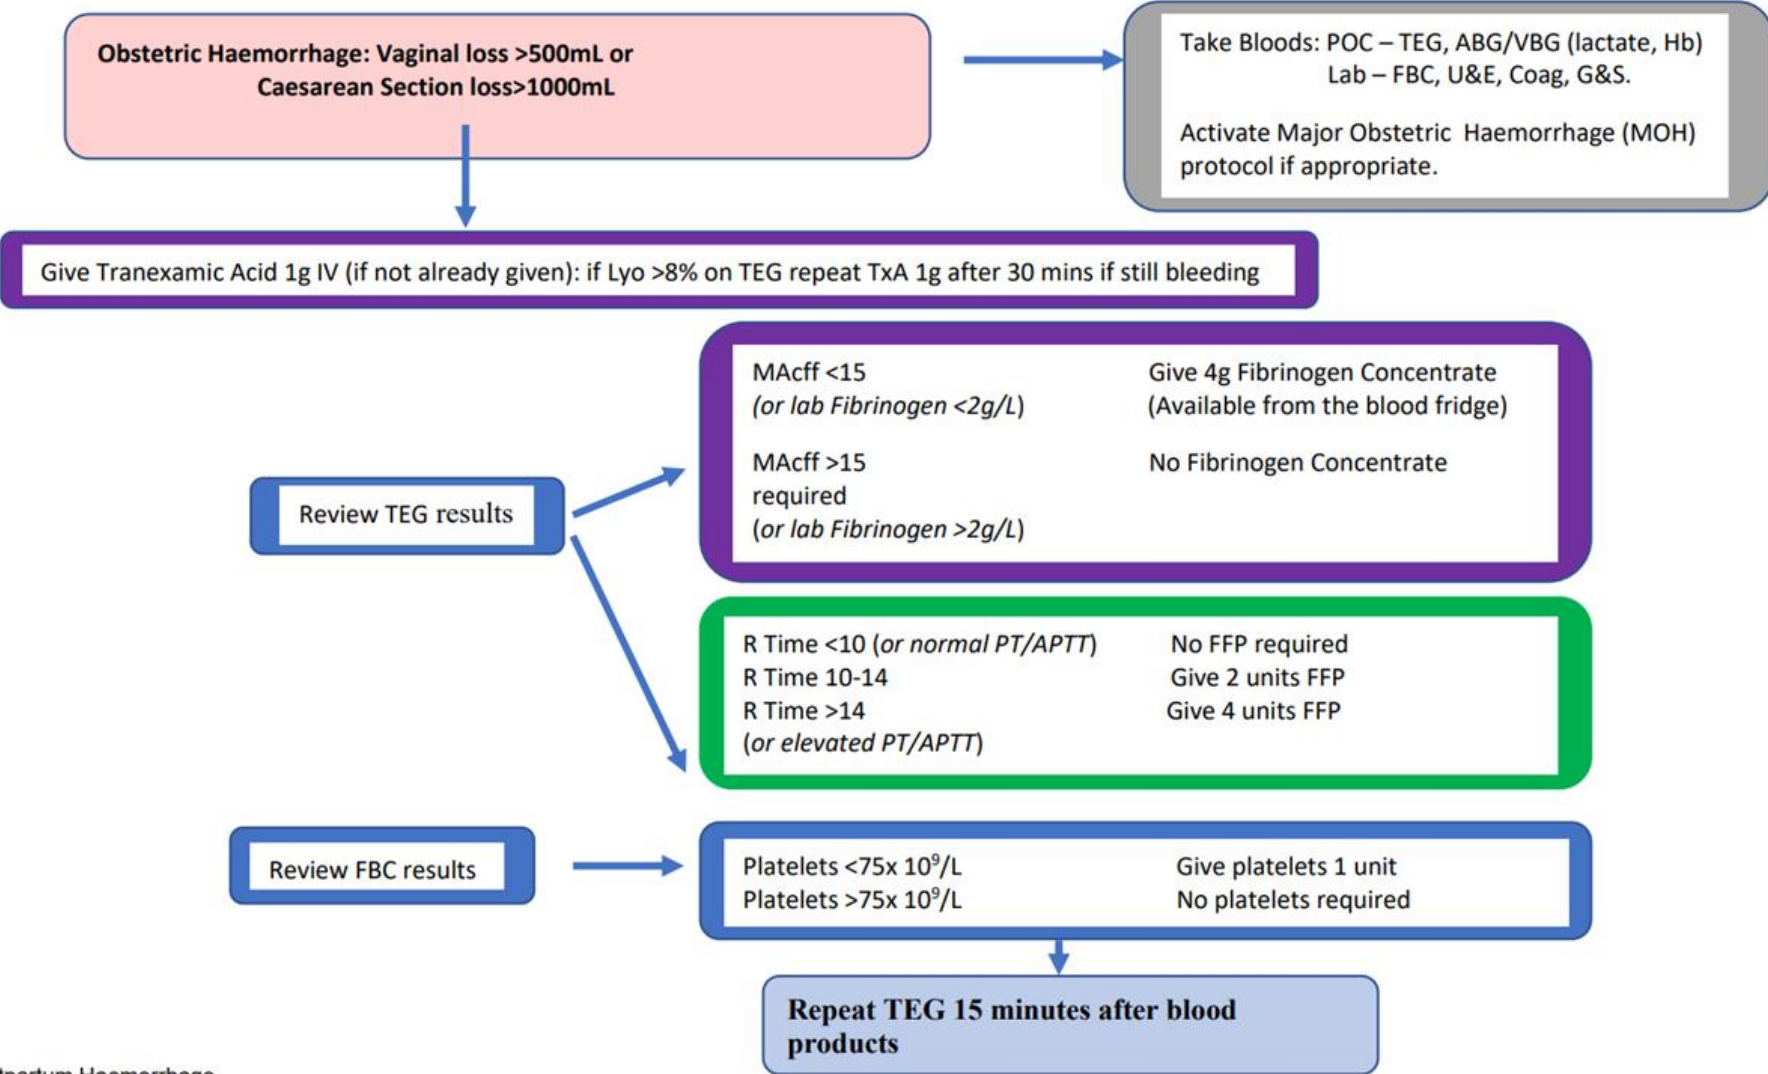 Obstetric Haemorrhage: Vaginal loss >500mL or
Caesarean Section loss>1000mL
Take Bloods: POC – TEG, ABG/VBG (lactate, Hb)
Lab – FBC, U&E, Coag, G&S.
Activate Major Obstetric Haemorrhage (MOH)
protocol if appropriate.
Give Tranexamic Acid 1g IV (if not already given): if Lyo >8% on TEG repeat TxA 1g after 30 mins if still bleeding
Review TEG results
MAcff <15 Give 4g Fibrinogen Concentrate
(or lab Fibrinogen <2g/L) (Available from the blood fridge)
MAcff >15 No Fibrinogen Concentrate
required
(or lab Fibrinogen >2g/L)
R Time <10 (or normal PT/APTT) No FFP required
R Time 10-14 Give 2 units FFP
R Time >14 Give 4 units FFP
(or elevated PT/APTT)
Review FBC results
Platelets <75x 10⁹/L Give platelets 1 unit
Platelets >75x 10⁹/L No platelets required
Repeat TEG 15 minutes after blood
products
Haemorrhage